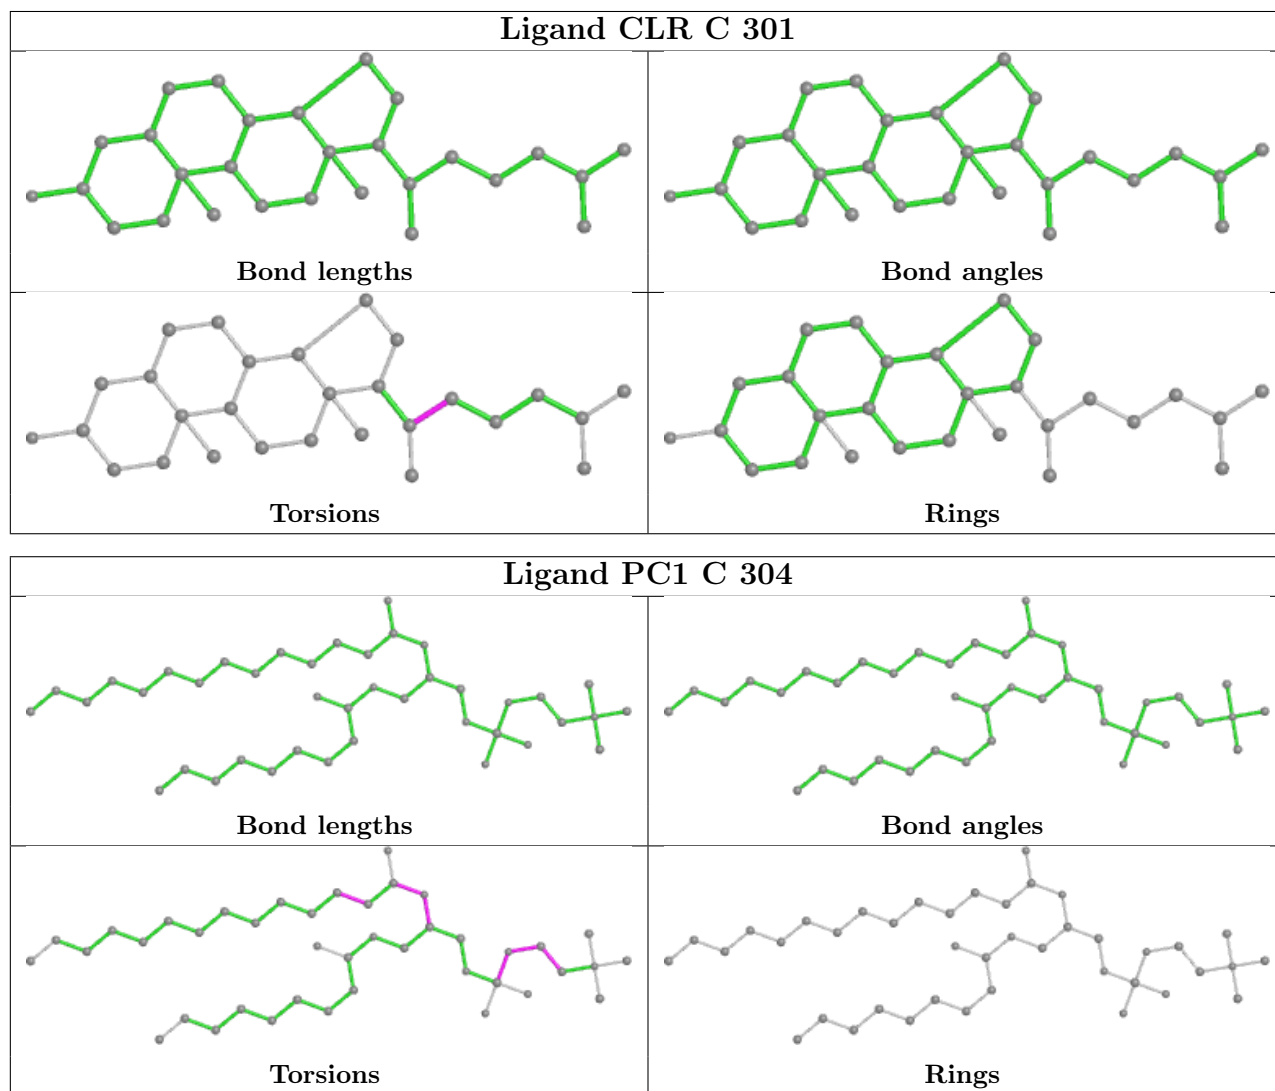 Ligand CLR C 301
Bond lengths
Bond angles
Torsions
Rings
Ligand PC1 C 304
Bond lengths
Bond angles
Torsions
Rings